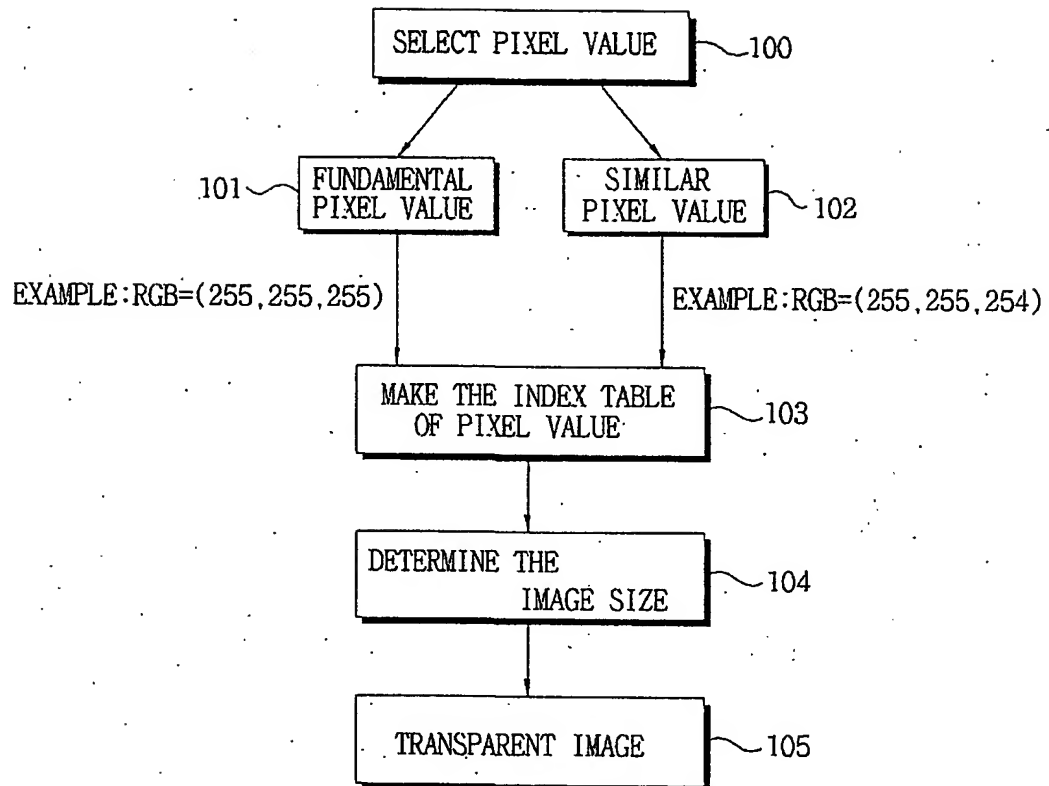 SELECT PIXEL VALUE
100
101
FUNDAMENTAL
PIXEL VALUE
SIMILAR
PIXEL VALUE
102
EXAMPLE:RGB=(255,255,255)
EXAMPLE:RGB=(255,255,254)
MAKE THE INDEX TABLE
OF PIXEL VALUE
103
DETERMINE THE
IMAGE SIZE
104
TRANSPARENT IMAGE
105